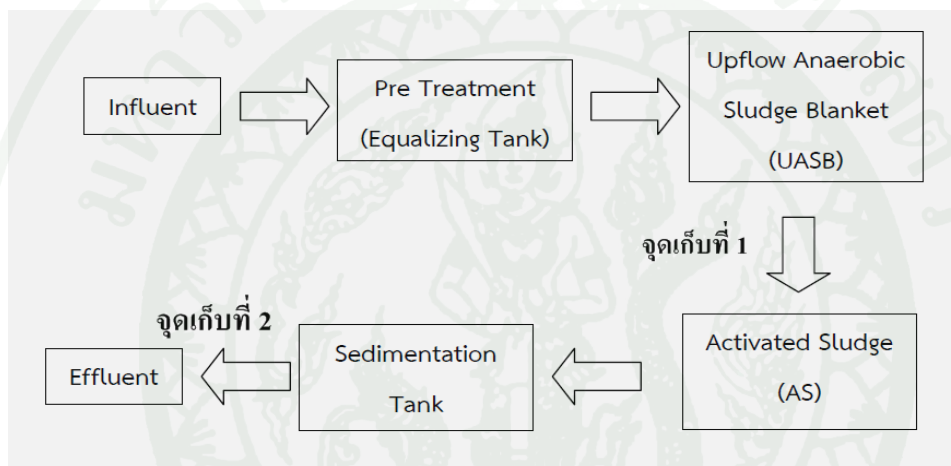 Influent
Pre Treatment
(Equalizing Tank)
Upflow Anaerobic
Sludge Blanket
(UASB)
จุดเก็บที่ 1
Activated Sludge
(AS)
Sedimentation
Tank
จุดเก็บที่ 2
Effluent